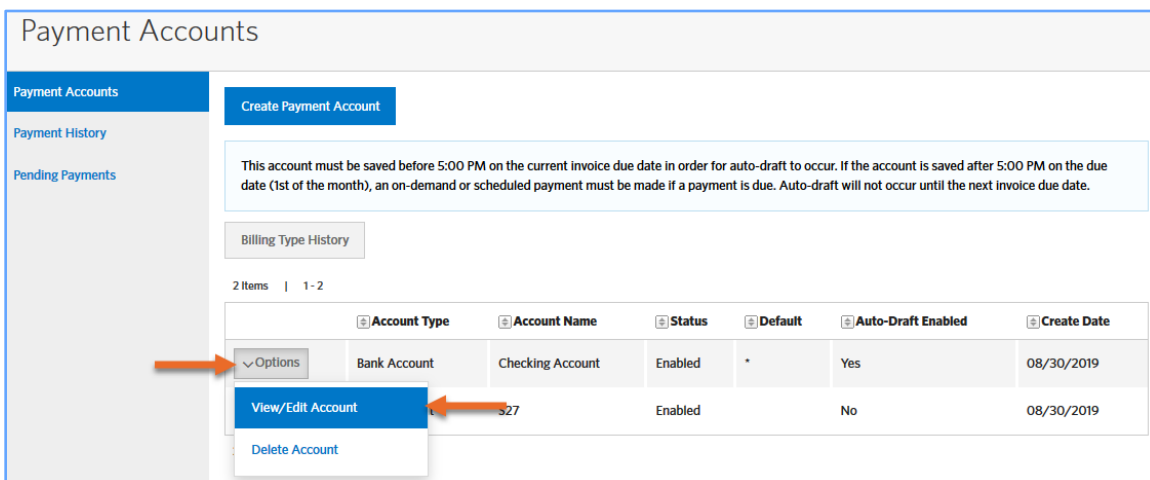 Payment Accounts
Payment Accounts
Payment History
Pending Payments
Create Payment Account
This account must be saved before 5:00 PM on the current invoice due date in order for auto-draft to occur. If the account is saved after 5:00 PM on the due
date (1st of the month), an on-demand or scheduled payment must be made if a payment is due. Auto-draft will not occur until the next invoice due date.
Billing Type History
2 Items | 1 - 2
Account Type Account Name Status Default Auto-Draft Enabled Create Date
Options Bank Account Checking Account Enabled * Yes 08/30/2019
View/Edit Account 527 Enabled No 08/30/2019
Delete Account